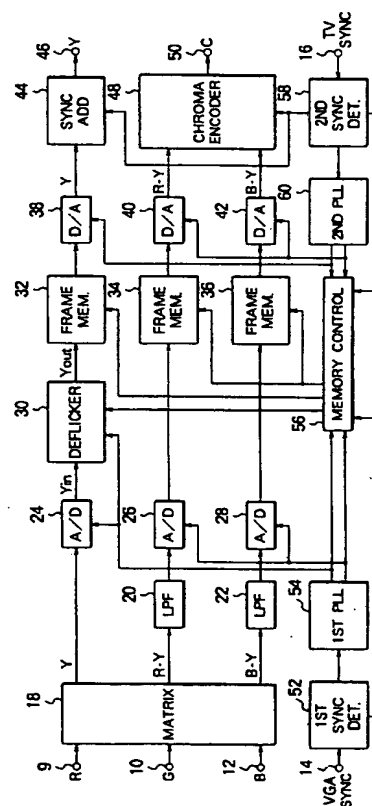 9
R
10
G
12
B
14
VGA SYNC
18
MATRIX
Y
R-Y
B-Y
20
LPF
22
LPF
24
A/D
26
A/D
28
A/D
Yin
30
DEFLICKER
Yout
32
FRAME MEM.
34
FRAME MEM.
36
FRAME MEM.
38
D/A
40
D/A
42
D/A
Y
R-Y
B-Y
44
SYNC ADD
46
Y
48
CHROMA ENCODER
50
C
52
1ST SYNC DET.
54
1ST PLL
56
MEMORY CONTROL
60
2ND PLL
58
2ND SYNC DET.
16
TV SYNC